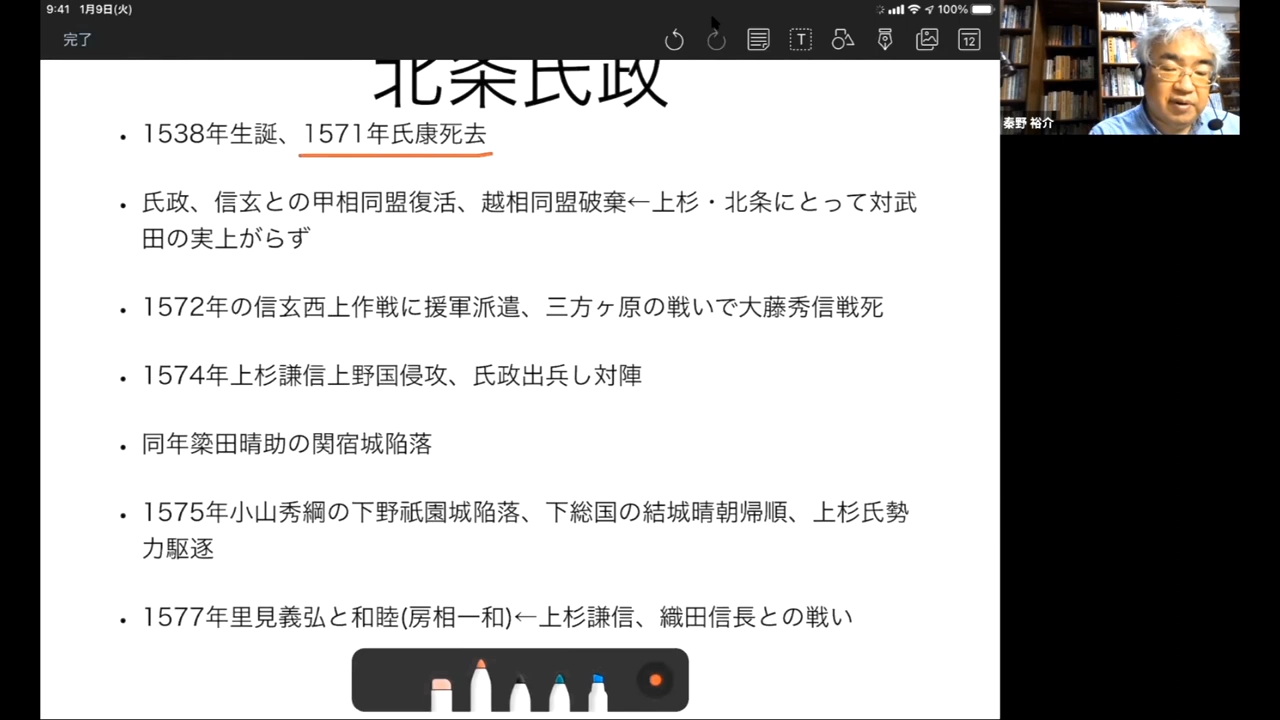 9:41 1月9日(火)
100%
完了
T
12
北条氏政
秦野 裕介
・1538年生誕、1571年氏康死去
・氏政、信玄との甲相同盟復活、越相同盟破棄←上杉・北条にとって対武
田の実上がらず
・1572年の信玄西上作戦に援軍派遣、三方ヶ原の戦いで大藤秀信戦死
・1574年上杉謙信上野国侵攻、氏政出兵し対陣
・同年簗田晴助の関宿城陥落
・1575年小山秀綱の下野祇園城陥落、下総国の結城晴朝帰順、上杉氏勢
力駆逐
・1577年里見義弘と和睦(房相一和)←上杉謙信、織田信長との戦い